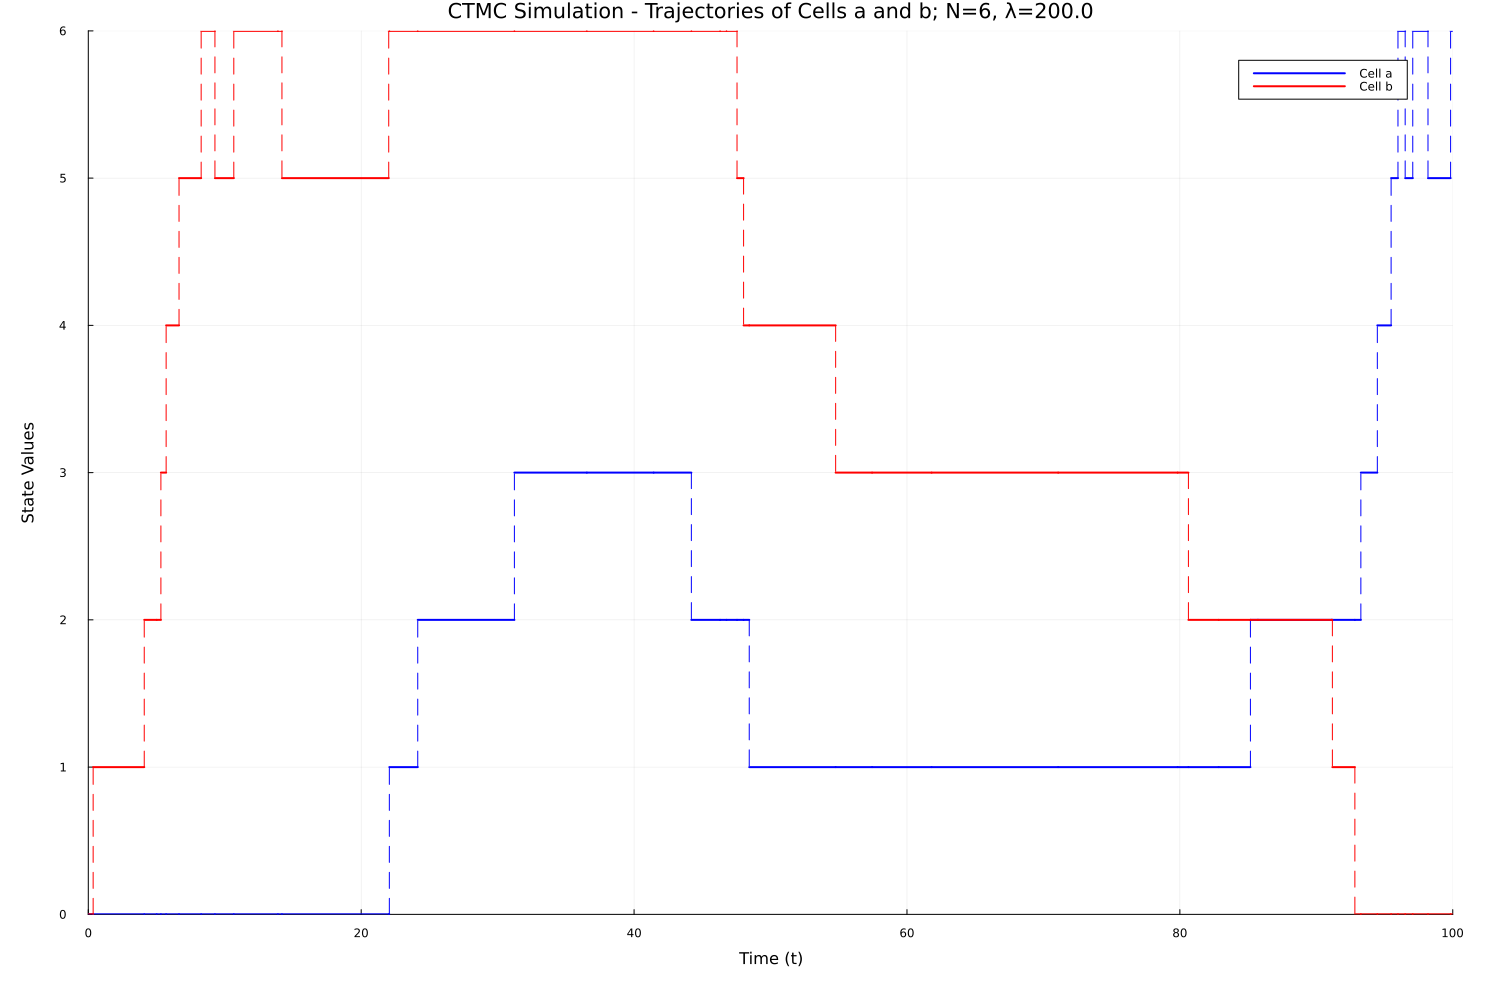 CTMC Simulation - Trajectories of Cells a and b; N=6, λ=200.0
6
Cell a
Cell b
5
4
State Values
3
2
1
0
0 20 40 60 80 100
Time (t)